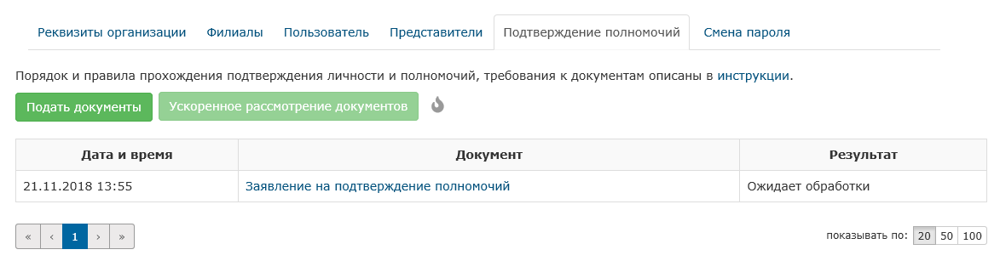 Реквизиты организации Филиалы Пользователь Представители Подтверждение полномочий Смена пароля
Порядок и правила прохождения подтверждения личности и полномочий, требования к документам описаны в инструкции.
Подать документы Ускоренное рассмотрение документов
Дата и время Документ Результат
21.11.2018 13:55 Заявление на подтверждение полномочий Ожидает обработки
« ‹ 1 › » показывать по: 20 50 100